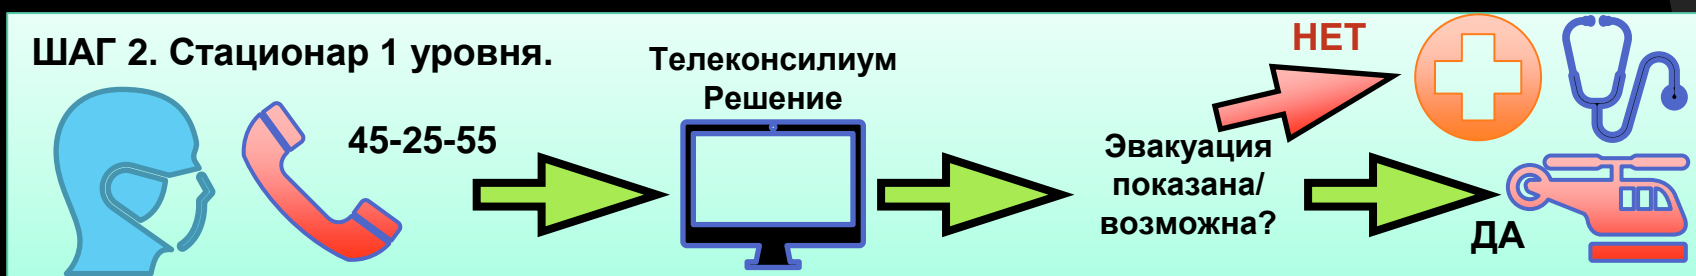 ШАГ 2. Стационар 1 уровня.
45-25-55
Телеконсилиум
Решение
Эвакуация
показана/
возможна?
НЕТ
ДА